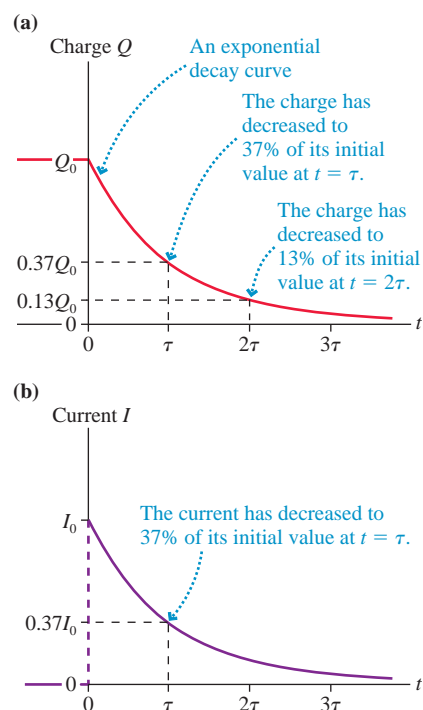 (a)
Charge Q
An exponential
decay curve
The charge has
decreased to
37% of its initial
value at t = τ.
Q₀
The charge has
decreased to
13% of its initial
value at t = 2τ.
0.37Q₀
0.13Q₀
0
t
0 τ 2τ 3τ
(b)
Current I
I₀
The current has decreased to
37% of its initial value at t = τ.
0.37I₀
0
t
0 τ 2τ 3τ